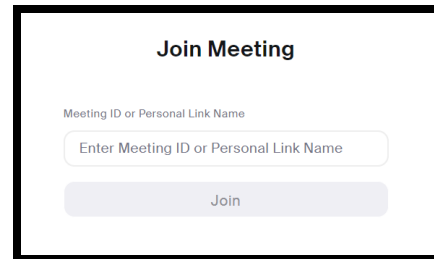 Join Meeting
Meeting ID or Personal Link Name
Enter Meeting ID or Personal Link Name
Join